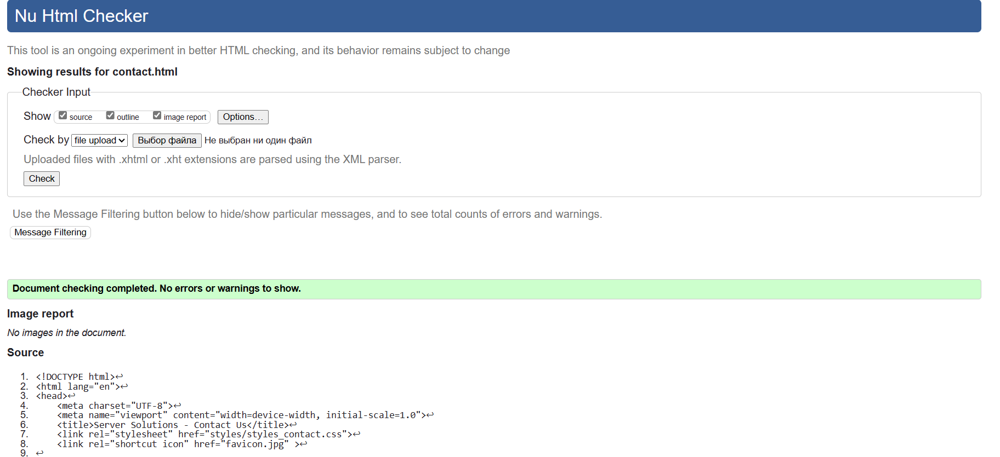 Nu Html Checker
This tool is an ongoing experiment in better HTML checking, and its behavior remains subject to change
Showing results for contact.html
Checker Input
Show source outline image report Options...
Check by file upload Выбор файла Не выбран ни один файл
Uploaded files with .xhtml or .xht extensions are parsed using the XML parser.
Check
Use the Message Filtering button below to hide/show particular messages, and to see total counts of errors and warnings.
Message Filtering
Document checking completed. No errors or warnings to show.
Image report
No images in the document.
Source
1. <!DOCTYPE html>↩
2. <html lang="en">↩
3. <head>↩
4. <meta charset="UTF-8">↩
5. <meta name="viewport" content="width=device-width, initial-scale=1.0">↩
6. <title>Server Solutions - Contact Us</title>↩
7. <link rel="stylesheet" href="styles/styles_contact.css">↩
8. <link rel="shortcut icon" href="favicon.jpg" >↩
9. ↩